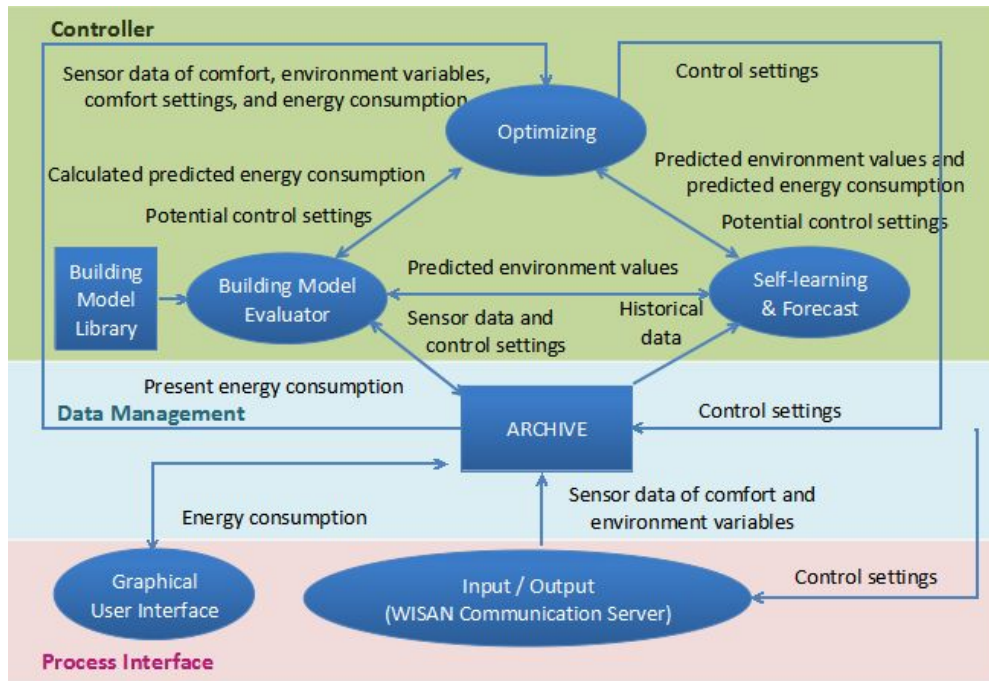 Controller
Sensor data of comfort, environment variables,
comfort settings, and energy consumption
Control settings
Optimizing
Calculated predicted energy consumption
Potential control settings
Predicted environment values and
predicted energy consumption
Potential control settings
Building
Model
Library
Building Model
Evaluator
Predicted environment values
Self-learning
& Forecast
Sensor data and
control settings
Historical
data
Present energy consumption
Data Management
ARCHIVE
Control settings
Energy consumption
Sensor data of comfort and
environment variables
Graphical
User Interface
Input / Output
(WISAN Communication Server)
Control settings
Process Interface